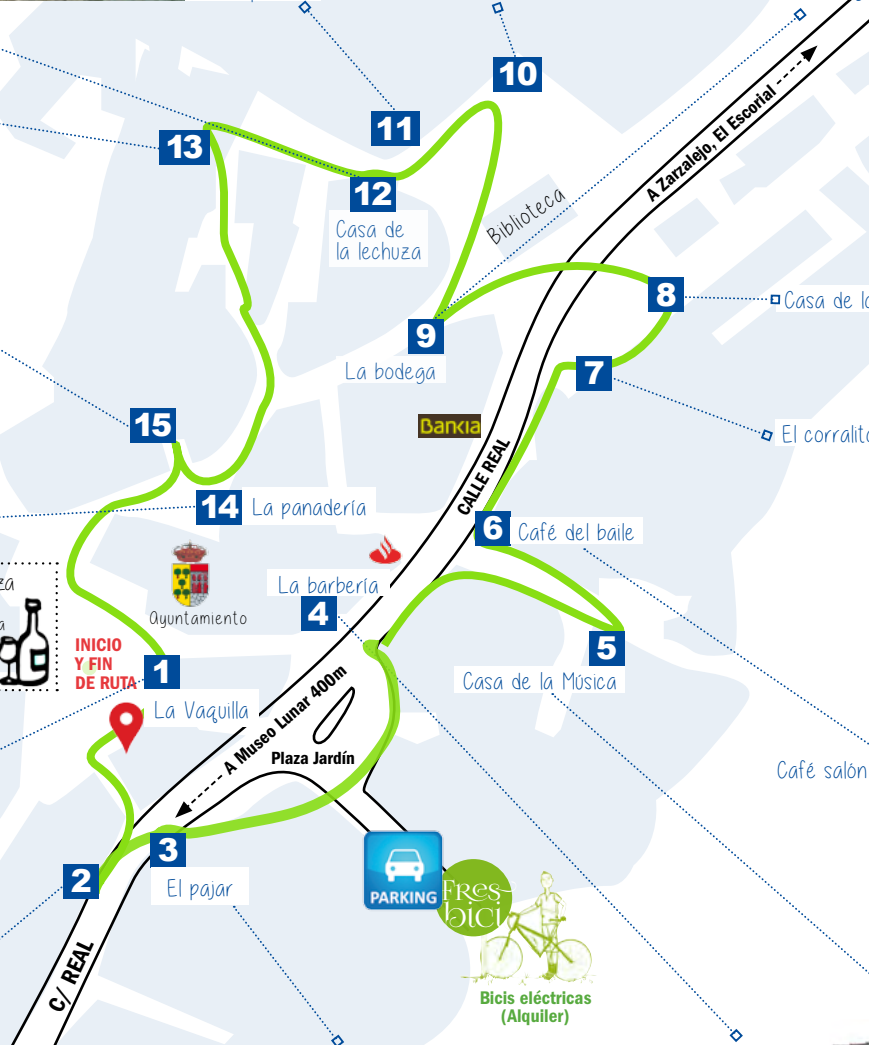 10
11
13
12
Casa de
la lechuza
Biblioteca
A Zarzalejo, El Escorial
8
Casa de lo
9
La bodega
7
El corralito
Bankia
CALLE REAL
15
14
La panadería
6
Café del baile
Ayuntamiento
La barbería
4
5
Casa de la Música
za
a
INICIO
Y FIN
DE RUTA
1
La Vaquilla
A Museo Lunar 400m
Plaza Jardín
Café salón
2
3
El pajar
PARKING
FRes-
bici
C/ REAL
Bicis eléctricas
(Alquiler)